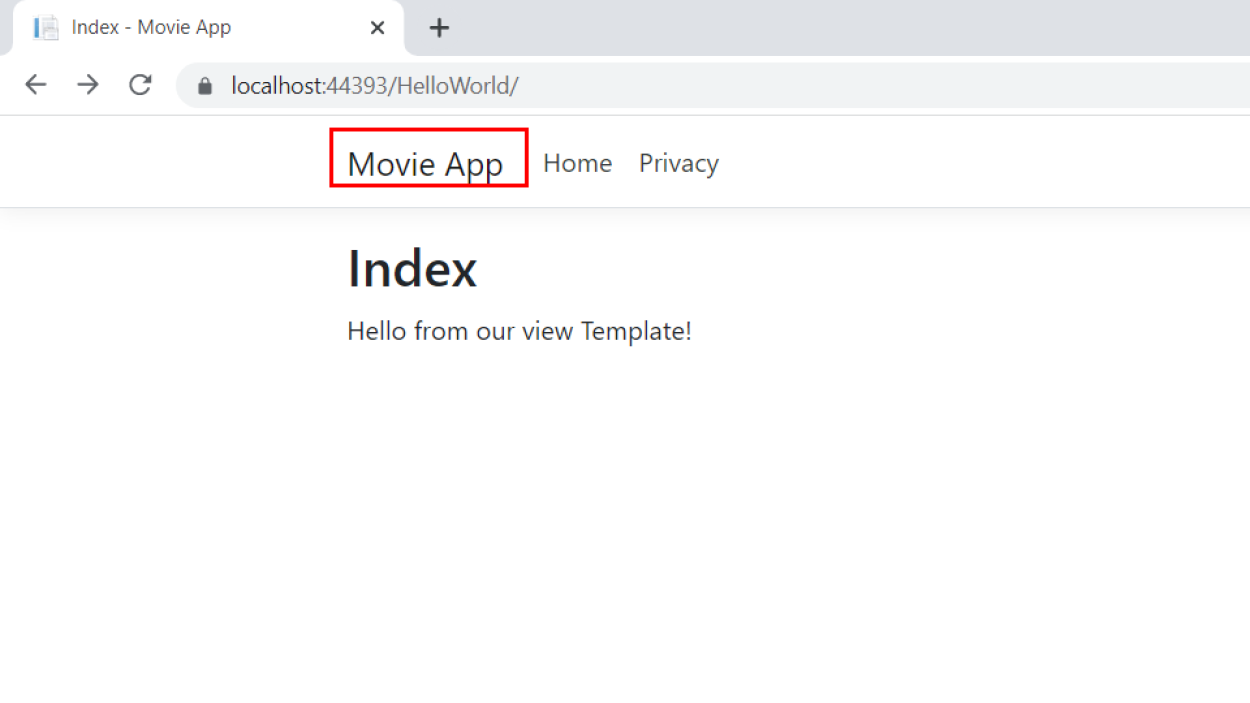 Index - Movie App
localhost:44393/HelloWorld/
Movie App Home Privacy
Index
Hello from our view Template!